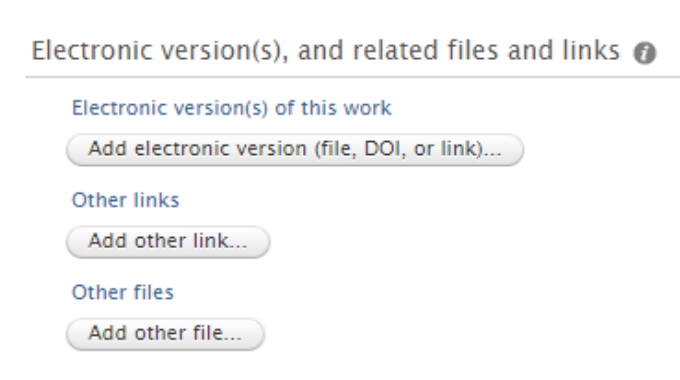 Electronic version(s), and related files and links i
Electronic version(s) of this work
Add electronic version (file, DOI, or link)...
Other links
Add other link...
Other files
Add other file...